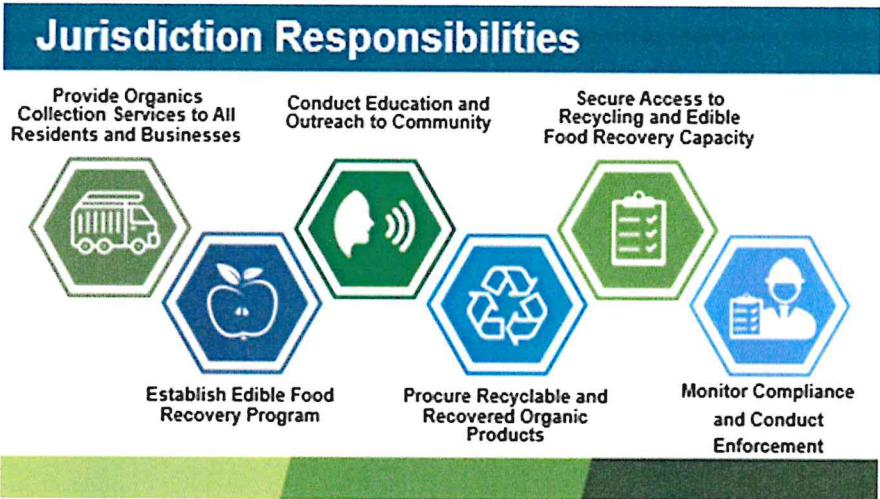 Jurisdiction Responsibilities
Provide Organics
Collection Services to All
Residents and Businesses
Conduct Education and
Outreach to Community
Secure Access to
Recycling and Edible
Food Recovery Capacity
Establish Edible Food
Recovery Program
Procure Recyclable and
Recovered Organic
Products
Monitor Compliance
and Conduct
Enforcement